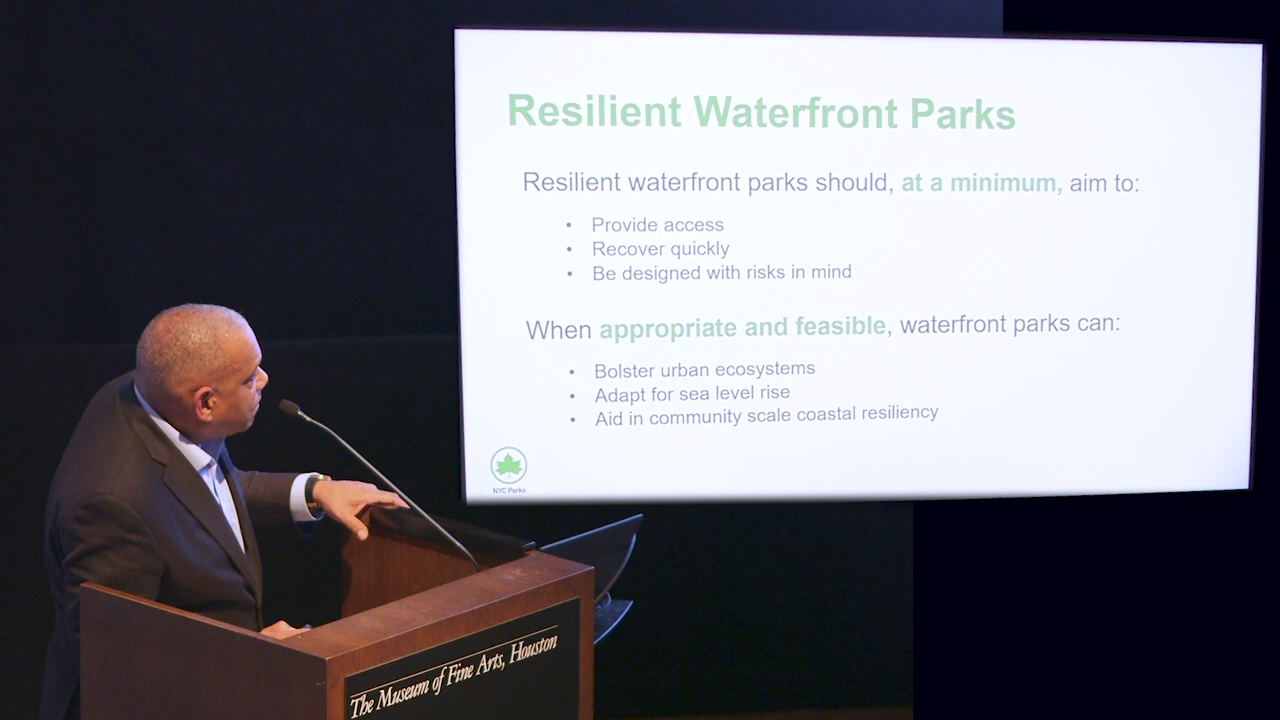 Resilient Waterfront Parks
Resilient waterfront parks should, at a minimum, aim to:
• Provide access
• Recover quickly
• Be designed with risks in mind
When appropriate and feasible, waterfront parks can:
• Bolster urban ecosystems
• Adapt for sea level rise
• Aid in community scale coastal resiliency
NYC Parks
The Museum of Fine Arts, Houston